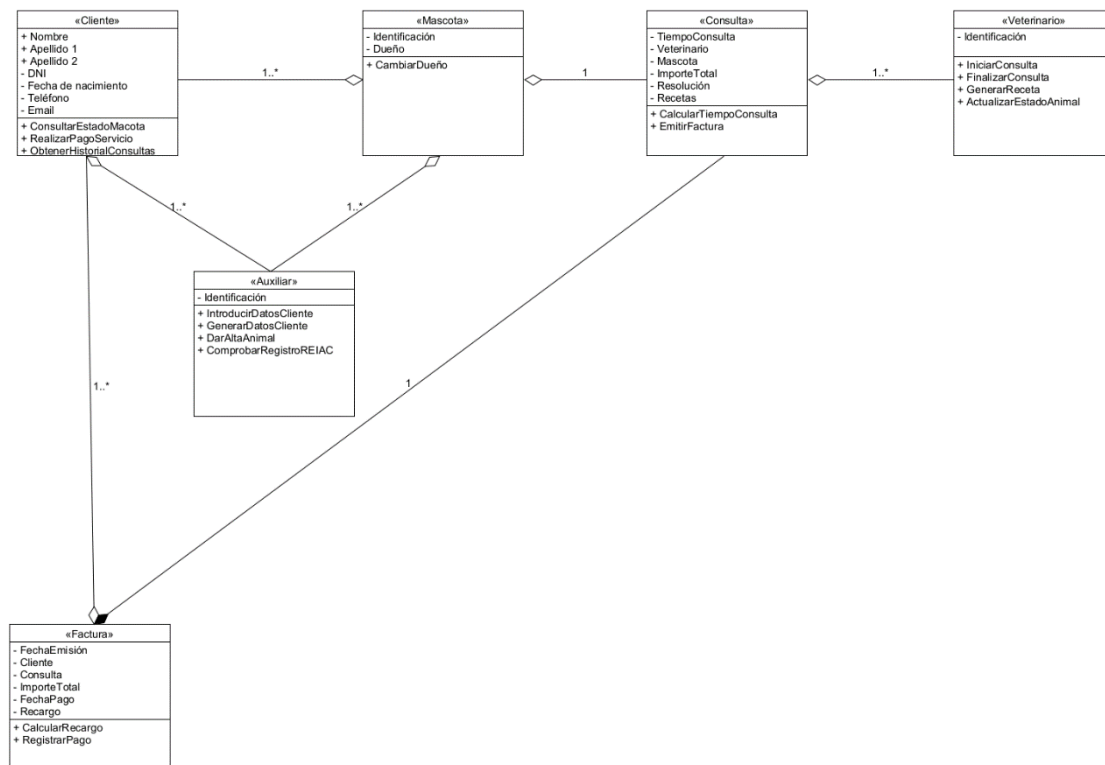 «Cliente»
+ Nombre
+ Apellido 1
+ Apellido 2
- DNI
- Fecha de nacimiento
- Teléfono
- Email
+ ConsultarEstadoMacota
+ RealizarPagoServicio
+ ObtenerHistorialConsultas
1..*
«Mascota»
- Identificación
- Dueño
+ CambiarDueño
1
«Consulta»
- TiempoConsulta
- Veterinario
- Mascota
- ImporteTotal
- Resolución
- Recetas
+ CalcularTiempoConsulta
+ EmitirFactura
1..*
«Veterinario»
- Identificación
+ IniciarConsulta
+ FinalizarConsulta
+ GenerarReceta
+ ActualizarEstadoAnimal
1..*
1..*
«Auxiliar»
- Identificación
+ IntroducirDatosCliente
+ GenerarDatosCliente
+ DarAltaAnimal
+ ComprobarRegistroREIAC
1..*
1
«Factura»
- FechaEmisión
- Cliente
- Consulta
- ImporteTotal
- FechaPago
- Recargo
+ CalcularRecargo
+ RegistrarPago